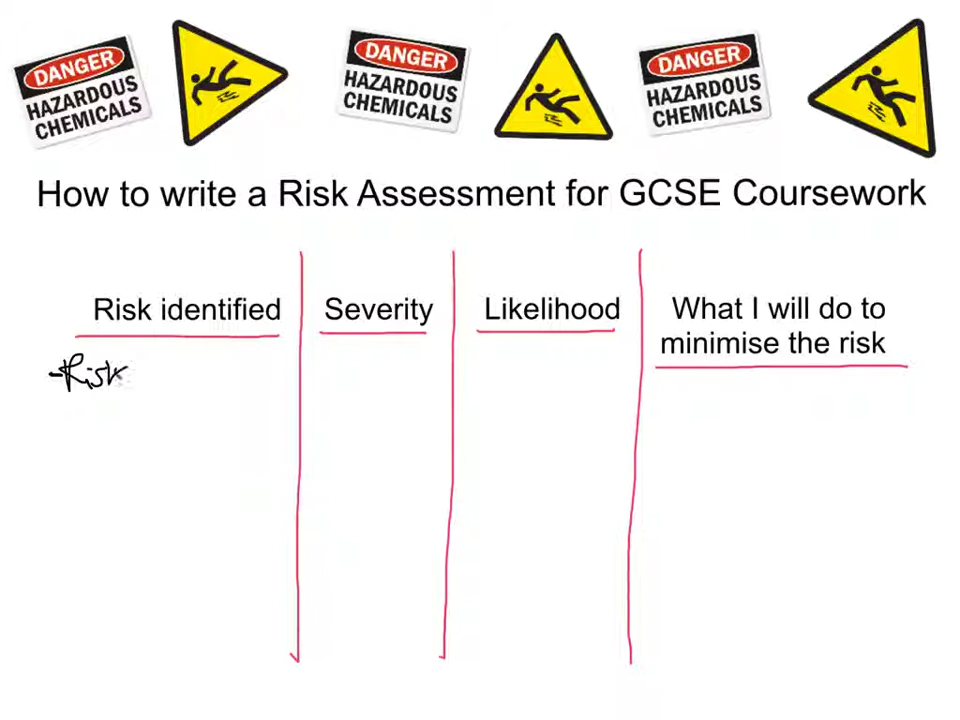 DANGER
HAZARDOUS
CHEMICALS
DANGER
HAZARDOUS
CHEMICALS
DANGER
HAZARDOUS
CHEMICALS
How to write a Risk Assessment for GCSE Coursework
Risk identified
Severity
Likelihood
What I will do to
minimise the risk
-Risk